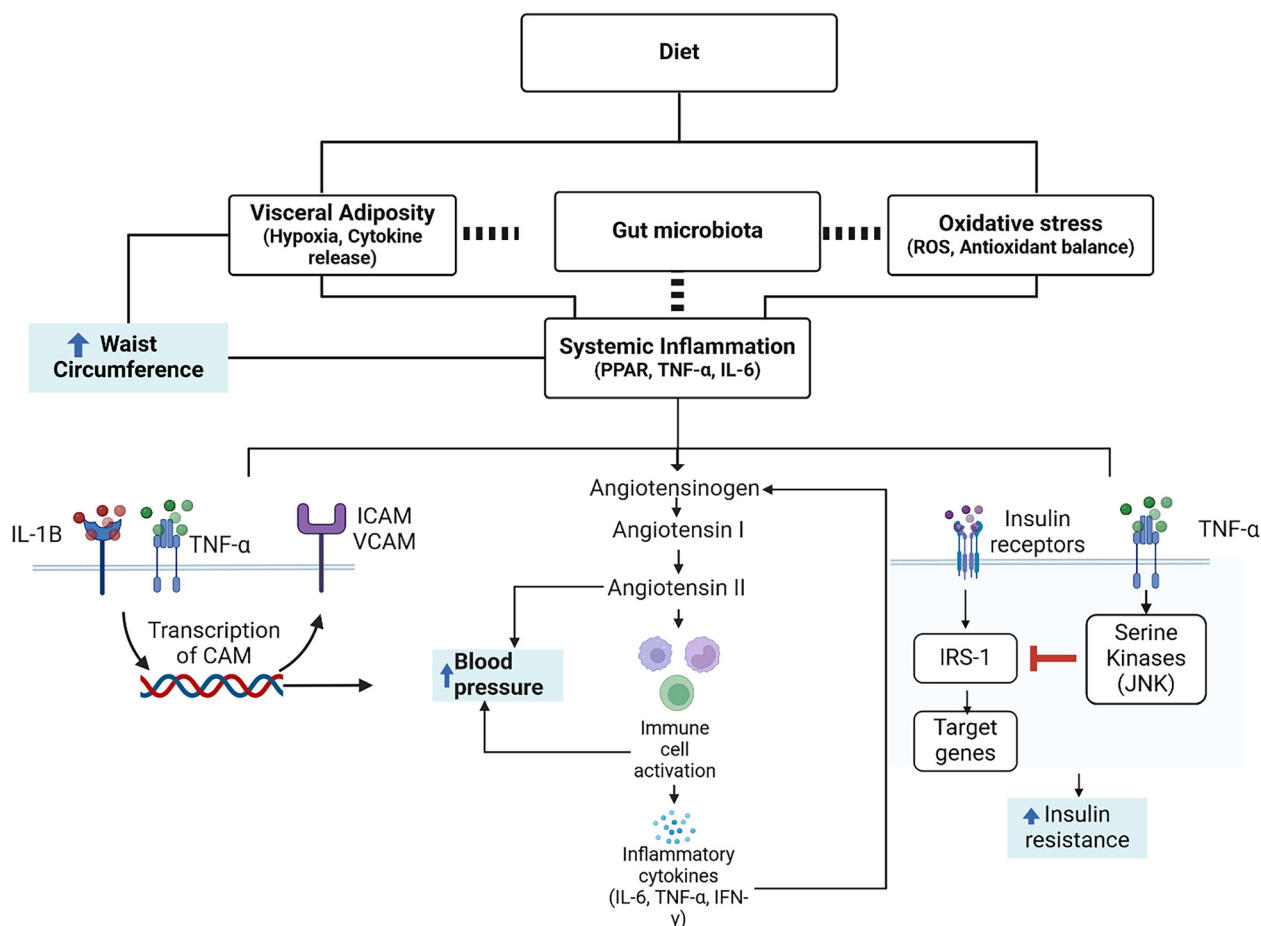 Diet
Visceral Adiposity
(Hypoxia, Cytokine
release)
Gut microbiota
Oxidative stress
(ROS, Antioxidant balance)
Waist
Circumference
Systemic Inflammation
(PPAR, TNF-α, IL-6)
IL-1B
TNF-α
ICAM
VCAM
Transcription
of CAM
Angiotensinogen
Angiotensin I
Angiotensin II
Blood
pressure
Immune
cell
activation
Inflammatory
cytokines
(IL-6, TNF-α, IFN-
γ)
Insulin
receptors
TNF-α
IRS-1
Serine
Kinases
(JNK)
Target
genes
Insulin
resistance